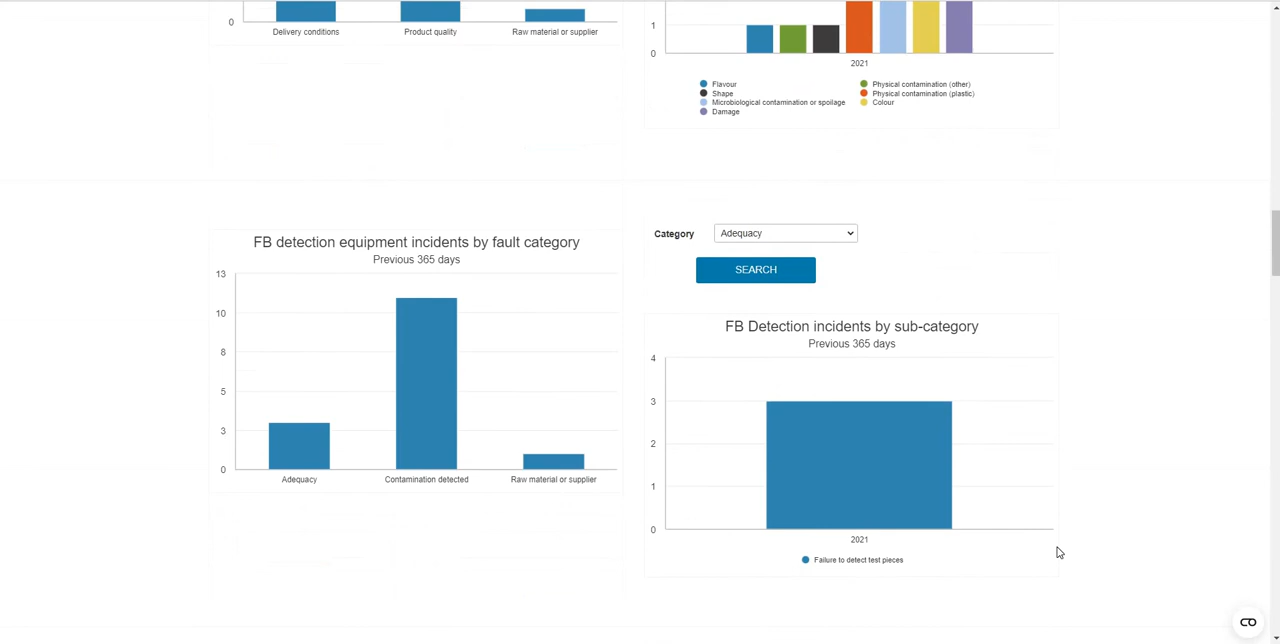 0
Delivery conditions
Product quality
Raw material or supplier
1
0
2021
Flavour
Physical contamination (other)
Shape
Physical contamination (plastic)
Microbiological contamination or spoilage
Colour
Damage
FB detection equipment incidents by fault category
Previous 365 days
13
10
8
5
3
0
Adequacy
Contamination detected
Raw material or supplier
Category
Adequacy
SEARCH
FB Detection incidents by sub-category
Previous 365 days
4
3
2
1
0
2021
Failure to detect test pieces